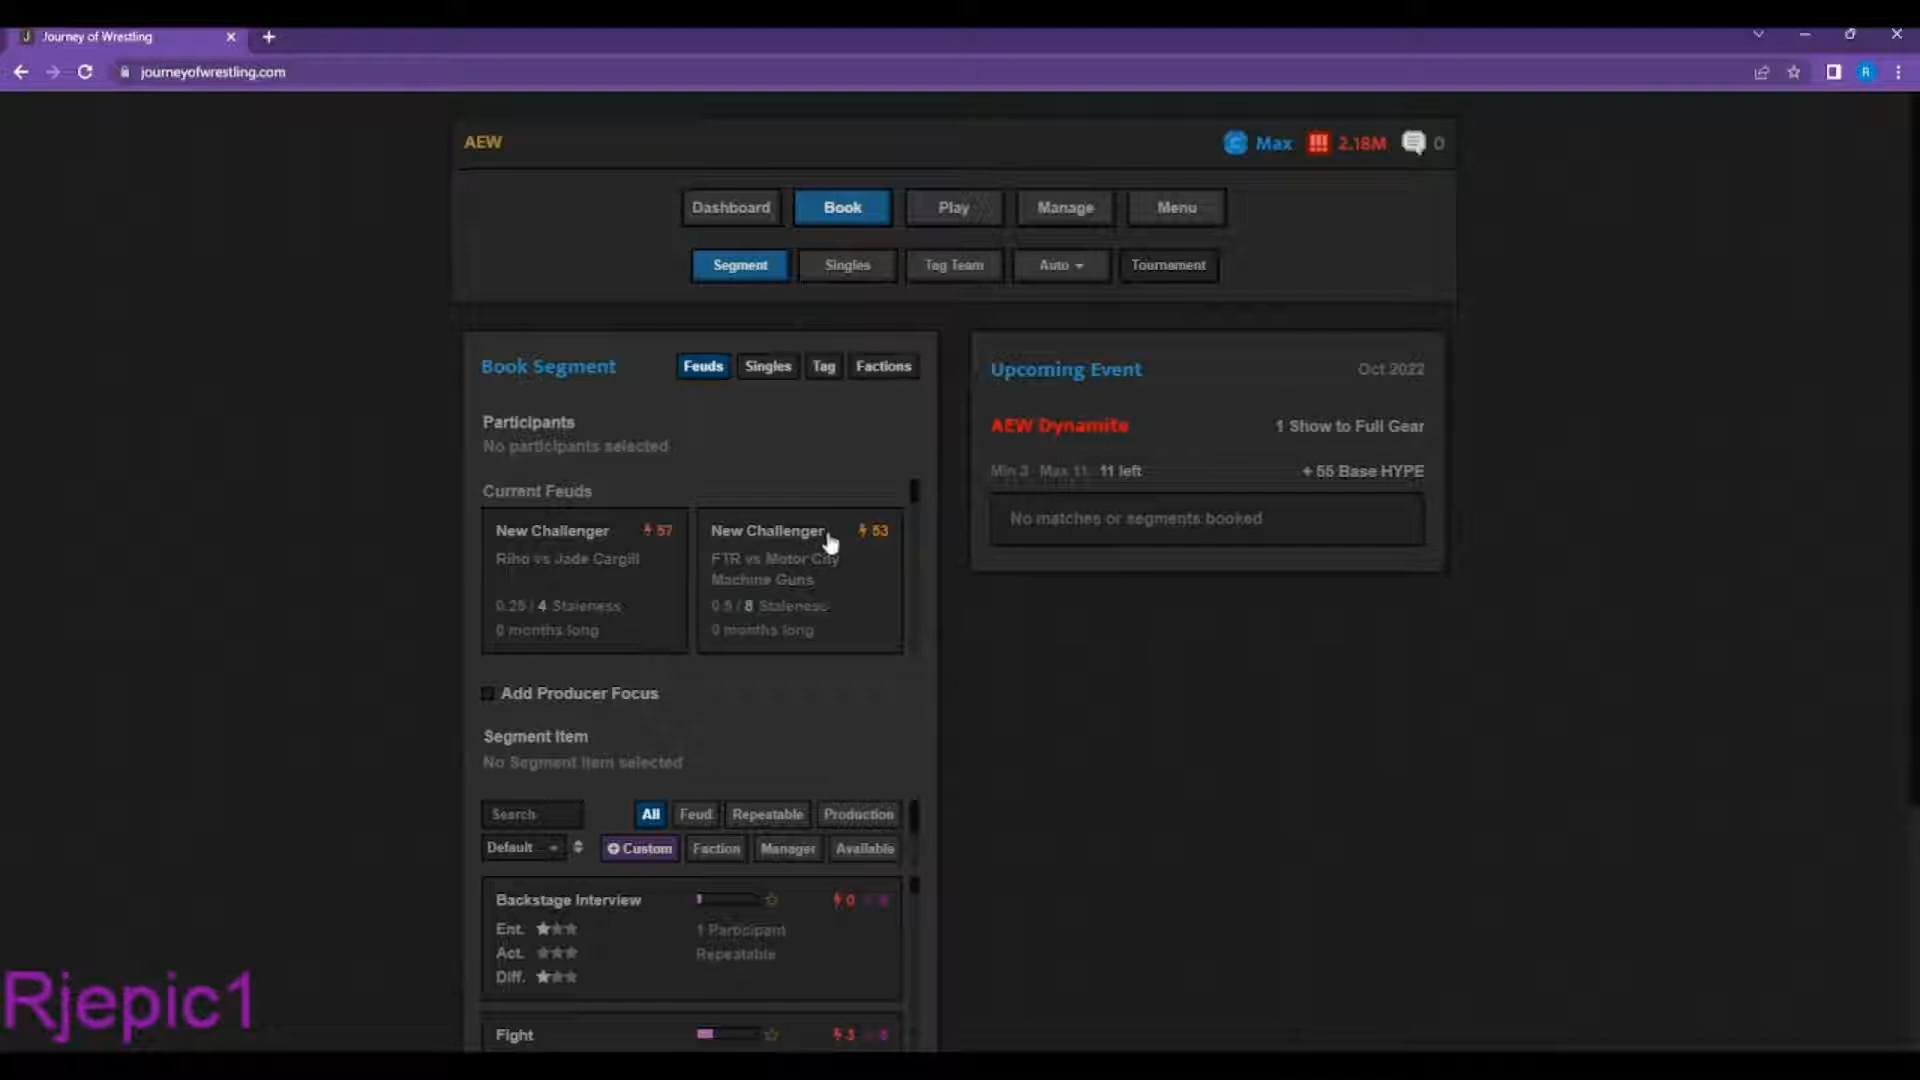 Journey of Wrestling
journeyofwrestling.com
R
AEW
Max 2.18M 0
Dashboard Book Play Manage Menu
Segment Singles Tag Team Auto Tournament
Book Segment Feuds Singles Tag Factions
Participants
No participants selected
Current Feuds
New Challenger 57
Riho vs Jade Cargill
0.25 / 4 Staleness
0 months long
New Challenger 53
FTR vs Motor City
Machine Guns
0.5 / 8 Staleness
0 months long
Add Producer Focus
Segment Item
No Segment Item selected
Search All Feud Repeatable Production
Default Custom Faction Manager Available
Backstage Interview 0
Ent. 1 Participant
Act. Repeatable
Diff.
Fight 3
Upcoming Event Oct 2022
AEW Dynamite 1 Show to Full Gear
Min 3 Max 11 11 left + 55 Base HYPE
No matches or segments booked
Rjepic1